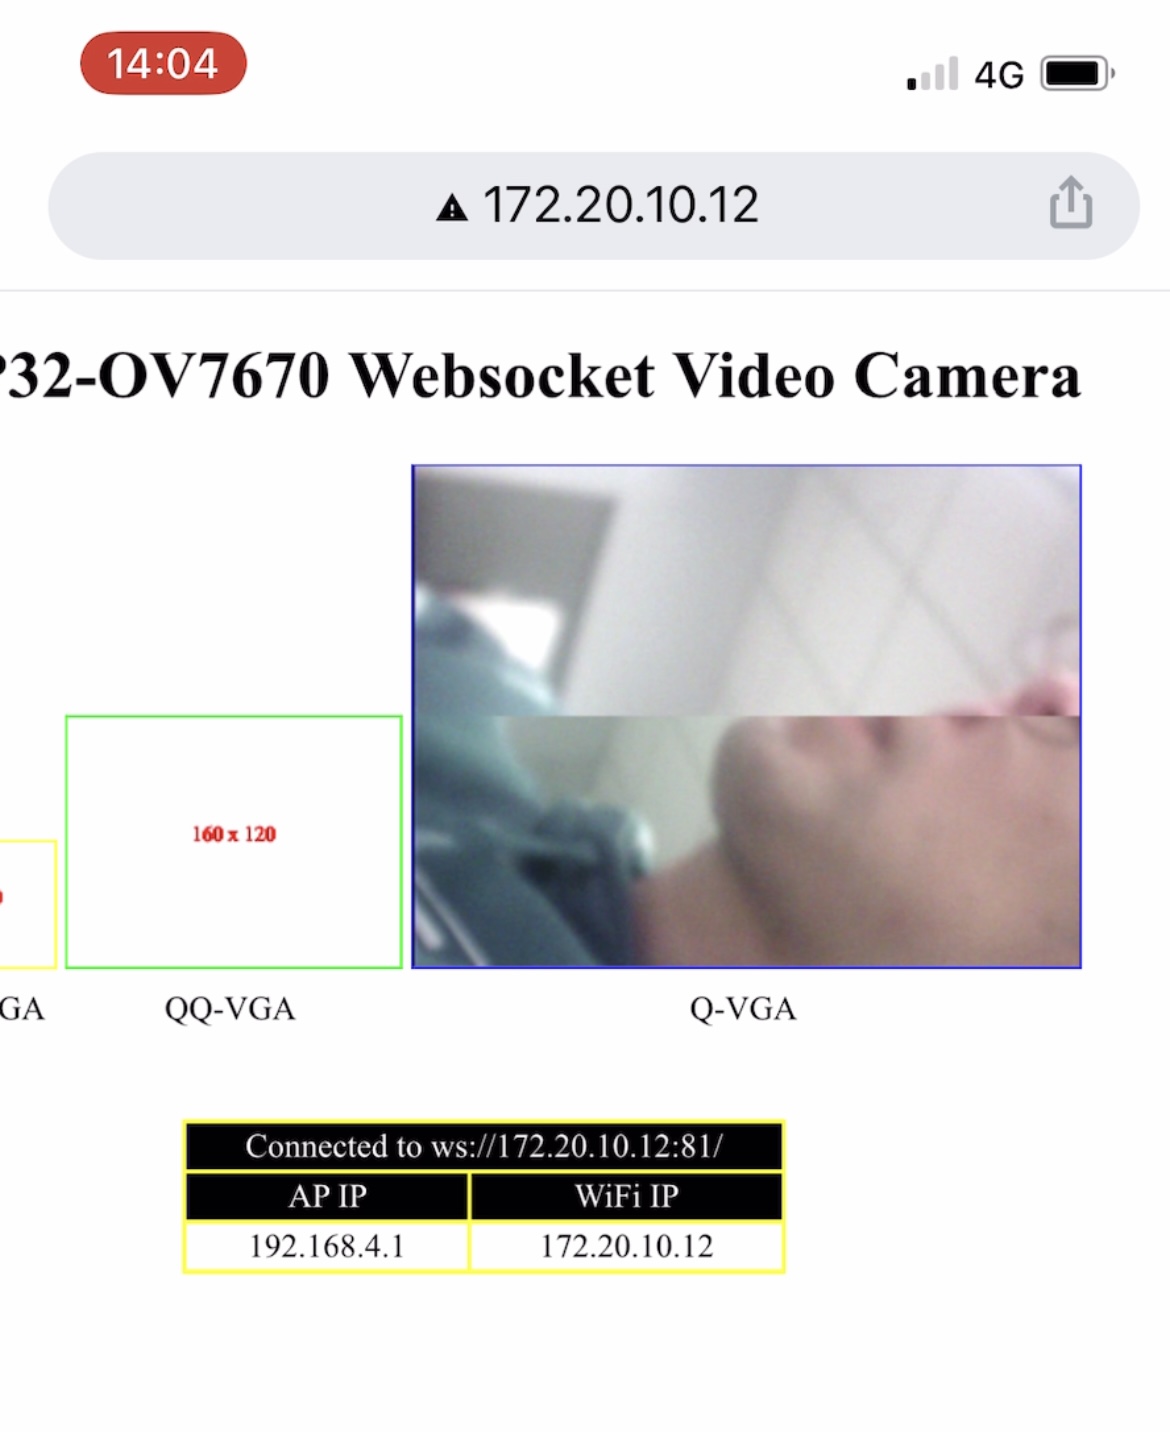 14:04 4G
172.20.10.12
P32-OV7670 Websocket Video Camera
160 x 120
GA QQ-VGA Q-VGA
Connected to ws://172.20.10.12:81/
AP IP WiFi IP
192.168.4.1 172.20.10.12